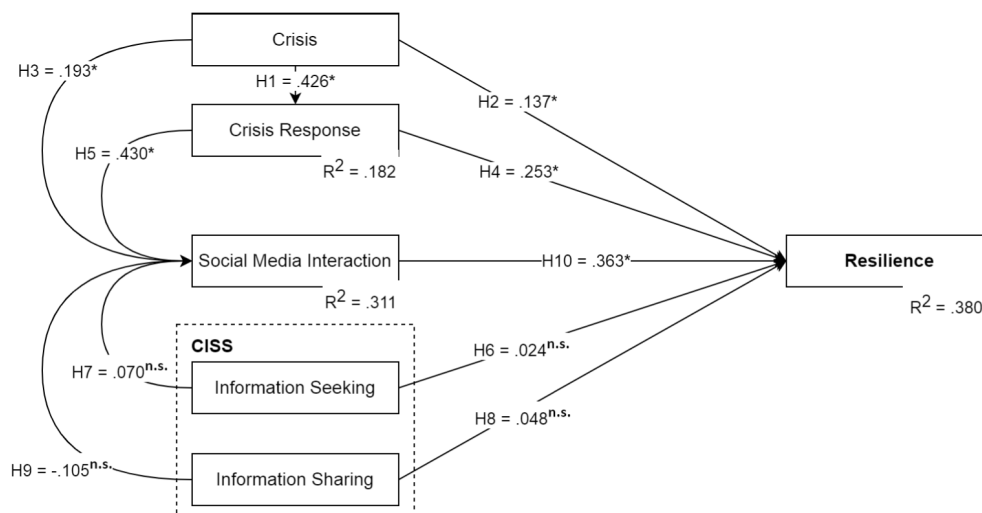 Crisis
H3 = .193*
H1 = .426*
H2 = .137*
Crisis Response
H5 = .430*
R² = .182
H4 = .253*
Social Media Interaction
H10 = .363*
Resilience
R² = .311
R² = .380
CISS
H6 = .024n.s.
H7 = .070n.s.
Information Seeking
H8 = .048n.s.
H9 = -.105n.s.
Information Sharing